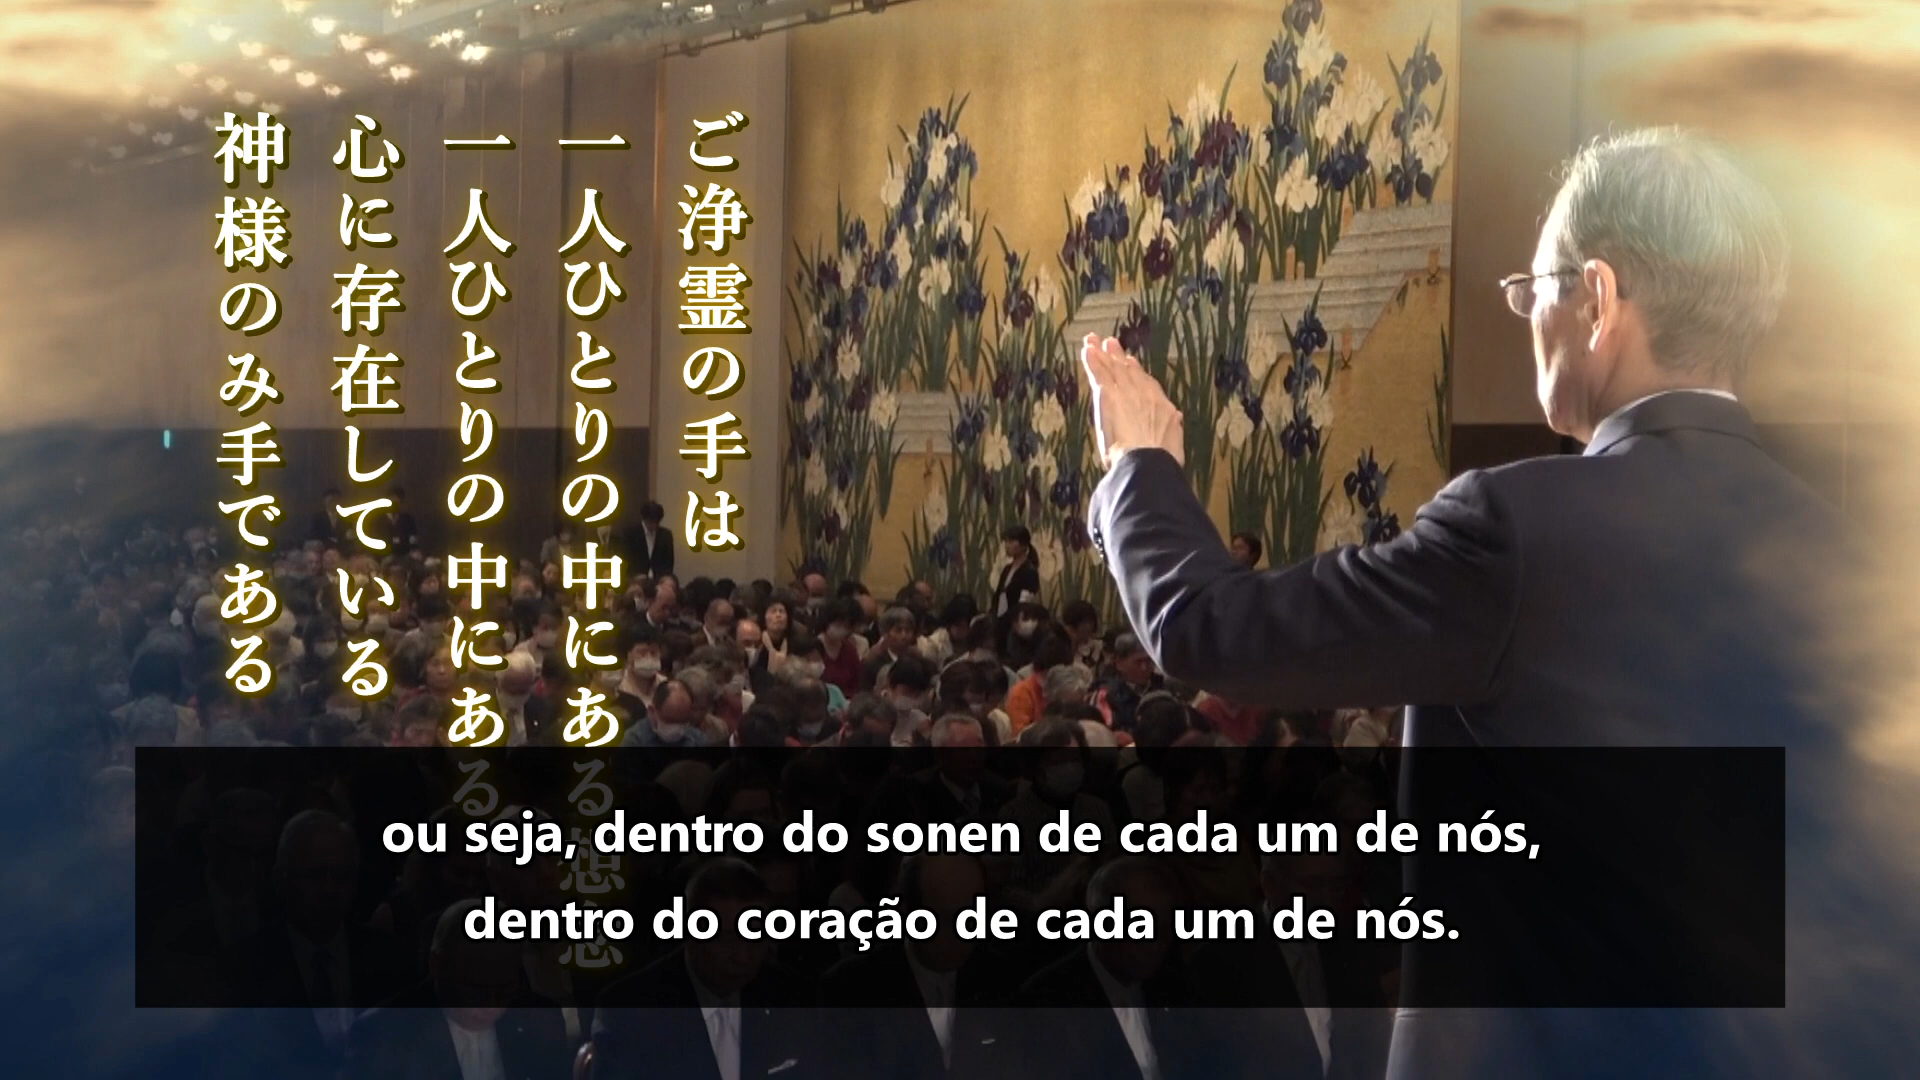 ご浄霊の手は
一人ひとりの中にある想念
一人ひとりの中にある
心に存在している
神様のみ手である
ou seja, dentro do sonen de cada um de nós,
dentro do coração de cada um de nós.